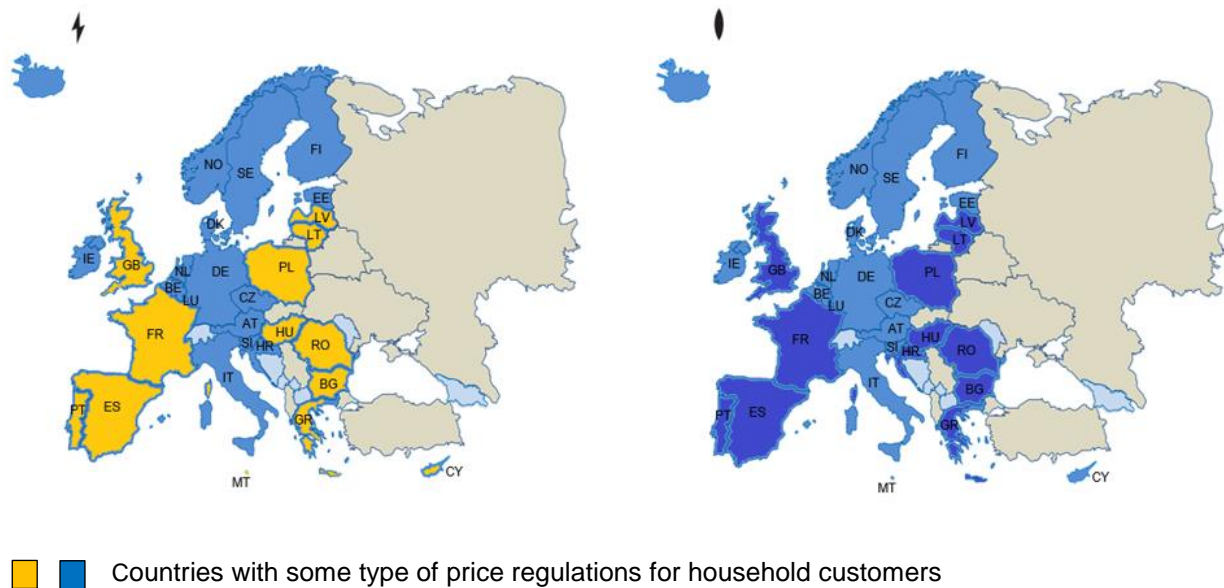 NO
SE
FI
EE
LV
DK
LT
IE
GB
NL
DE
PL
BE
LU
CZ
FR
AT
HU
SI
HR
RO
IT
BG
PT
ES
GR
MT
CY
NO
SE
FI
EE
LV
DK
LT
IE
GB
NL
DE
PL
BE
LU
CZ
FR
AT
HU
SI
HR
RO
IT
BG
PT
ES
GR
MT
CY
Countries with some type of price regulations for household customers